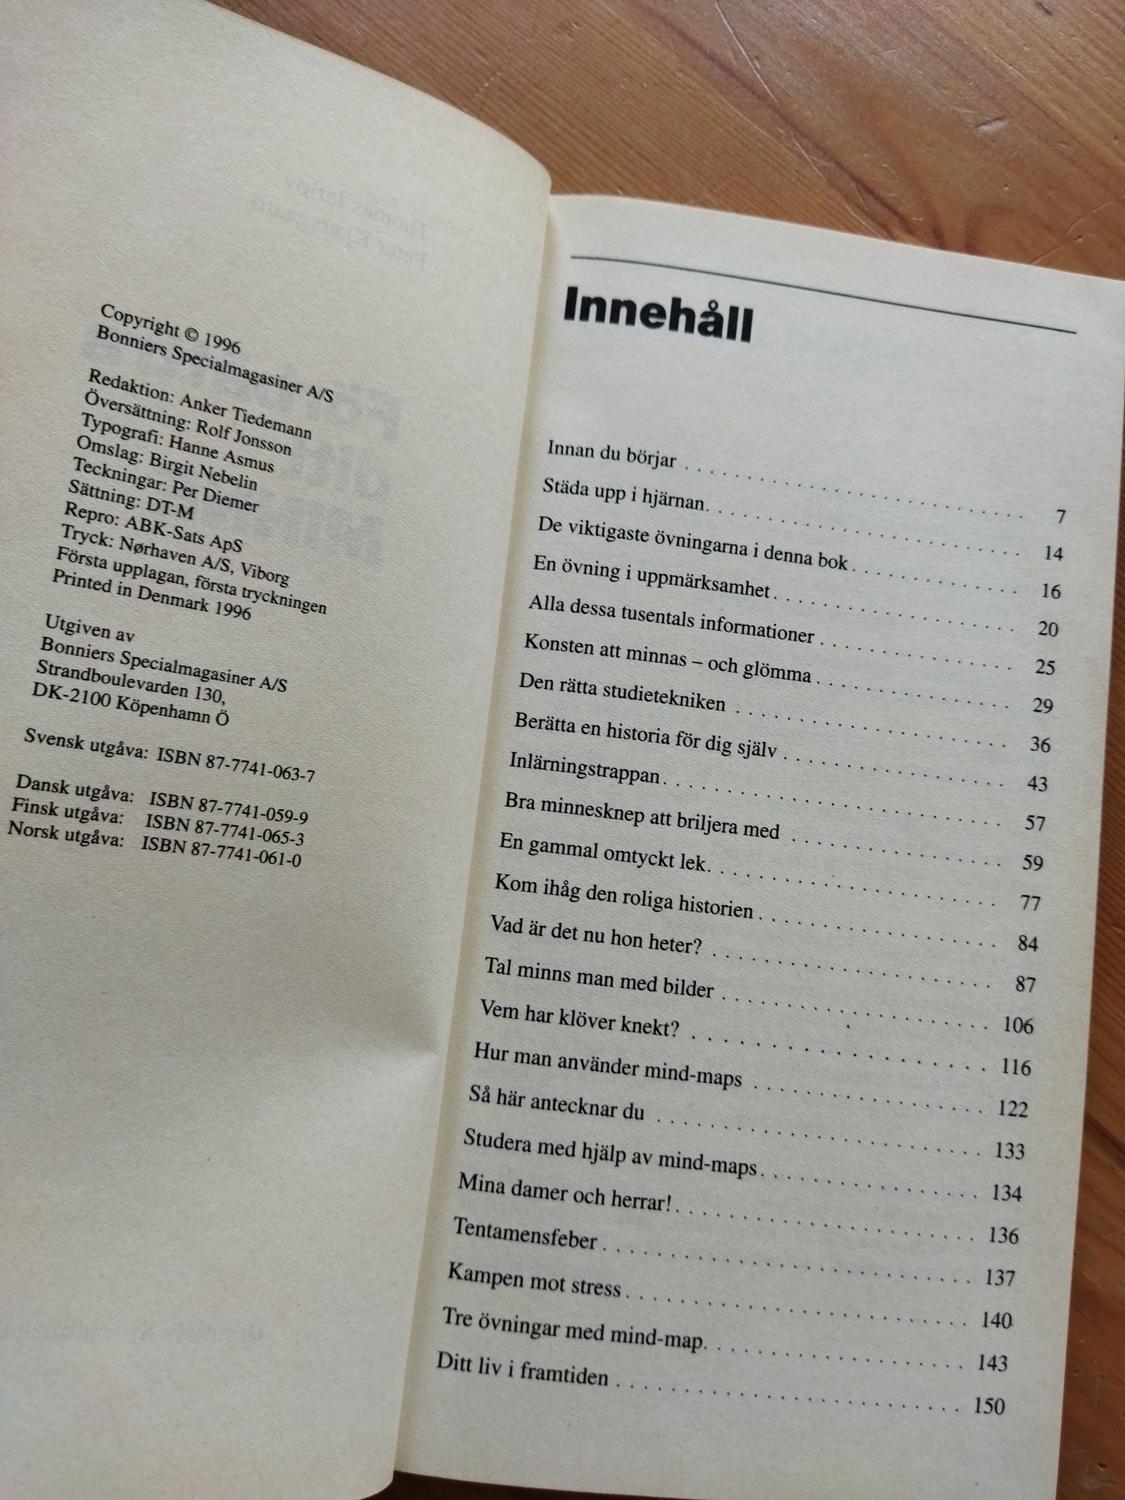 Copyright © 1996
Bonniers Specialmagasiner A/S
Redaktion: Anker Tiedemann
Översättning: Rolf Jonsson
Typografi: Hanne Asmus
Omslag: Birgit Nebelin
Teckningar: Per Diemer
Sättning: DT-M
Repro: ABK-Sats ApS
Tryck: Nørhaven A/S, Viborg
Första upplagan, första tryckningen
Printed in Denmark 1996
Utgiven av
Bonniers Specialmagasiner A/S
Strandboulevarden 130,
DK-2100 Köpenhamn Ö
Svensk utgåva: ISBN 87-7741-063-7
Dansk utgåva: ISBN 87-7741-059-9
Finsk utgåva: ISBN 87-7741-065-3
Norsk utgåva: ISBN 87-7741-061-0
Innehåll
Innan du börjar . . . . . . . . . . 7
Städa upp i hjärnan. . . . . . . . . . 14
De viktigaste övningarna i denna bok . . . . . . . . . . 16
En övning i uppmärksamhet . . . . . . . . . . 20
Alla dessa tusentals informationer . . . . . . . . . . 25
Konsten att minnas – och glömma . . . . . . . . . . 29
Den rätta studietekniken . . . . . . . . . . 36
Berätta en historia för dig själv . . . . . . . . . . 43
Inlärningstrappan . . . . . . . . . . 57
Bra minnesknep att briljera med . . . . . . . . . . 59
En gammal omtyckt lek. . . . . . . . . . 77
Kom ihåg den roliga historien . . . . . . . . . . 84
Vad är det nu hon heter? . . . . . . . . . . 87
Tal minns man med bilder . . . . . . . . . . 106
Vem har klöver knekt? . . . . . . . . . . 116
Hur man använder mind-maps . . . . . . . . . . 122
Så här antecknar du . . . . . . . . . . 133
Studera med hjälp av mind-maps . . . . . . . . . . 134
Mina damer och herrar! . . . . . . . . . . 136
Tentamensfeber . . . . . . . . . . 137
Kampen mot stress . . . . . . . . . . 140
Tre övningar med mind-map. . . . . . . . . . 143
Ditt liv i framtiden . . . . . . . . . . 150